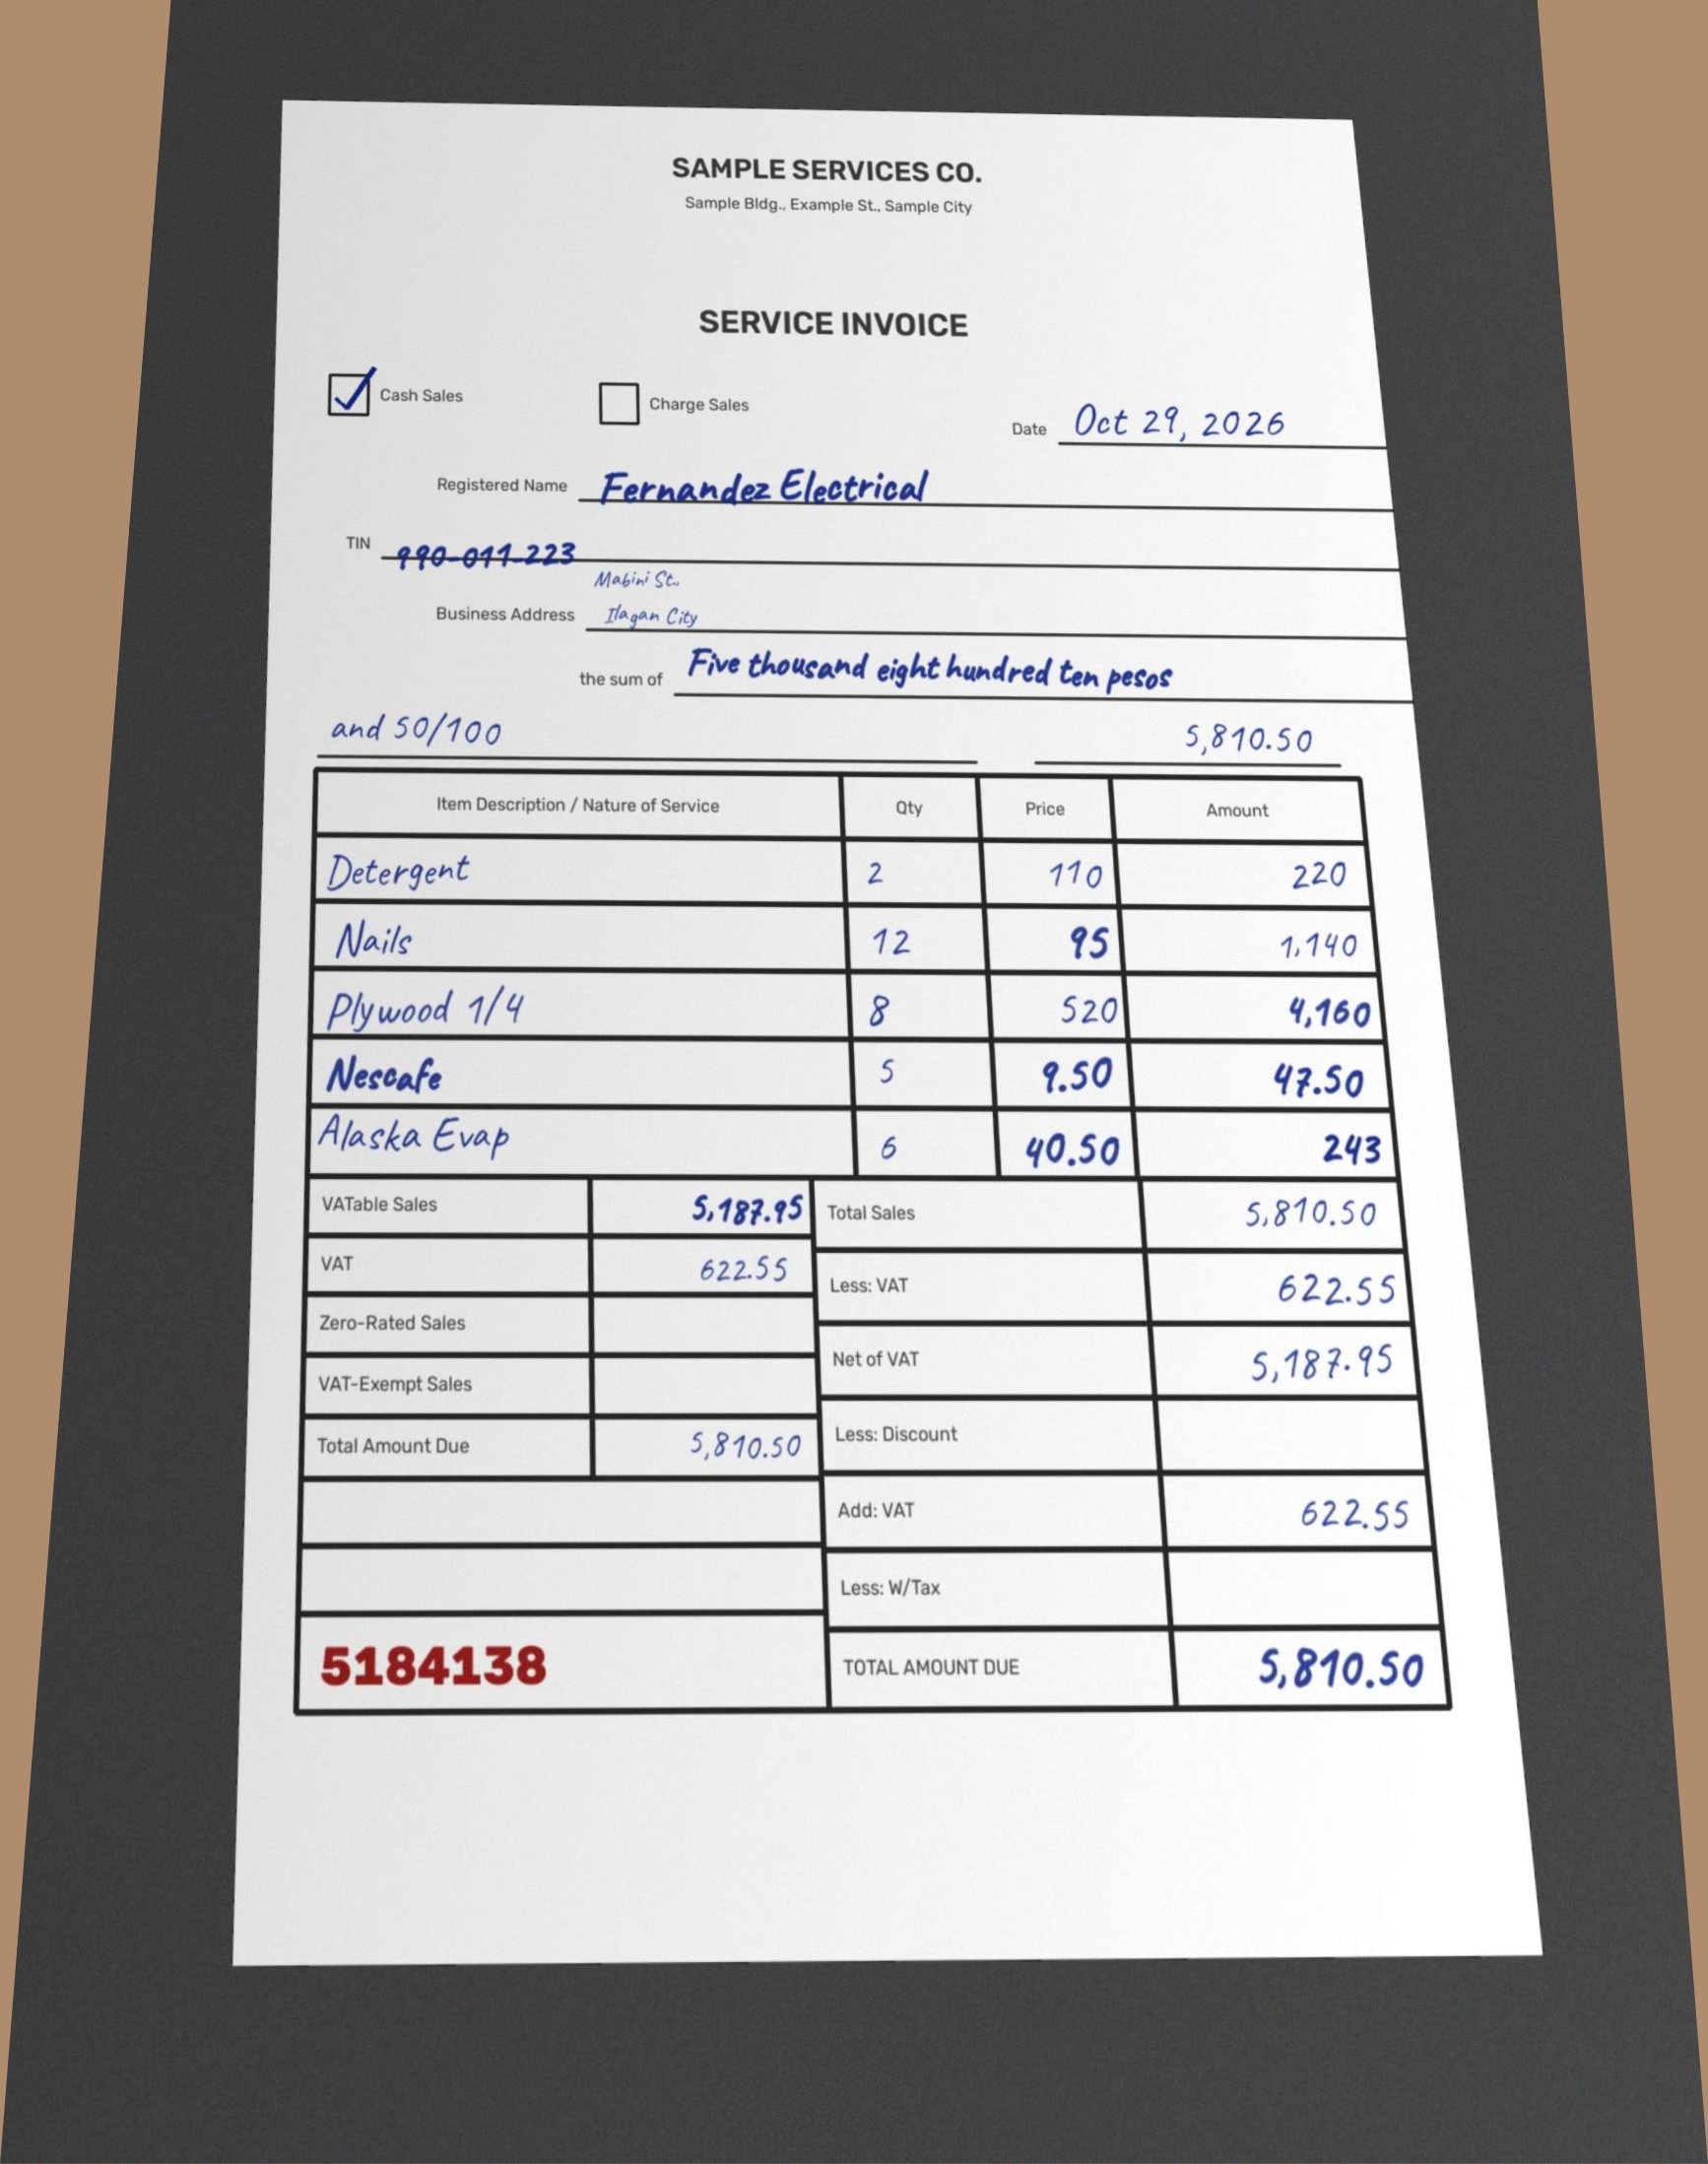 SAMPLE SERVICES CO.
Sample Bldg., Example St., Sample City
SERVICE INVOICE
Cash Sales Charge Sales Date Oct 29, 2026
Registered Name Fernandez Electrical
TIN 990-011-223
Business Address Mabini St.,
Ilagan City
the sum of Five thousand eight hundred ten pesos
and 50/100 5,810.50
Item Description / Nature of Service Qty Price Amount
Detergent 2 110 220
Nails 12 95 1,140
Plywood 1/4 8 520 4,160
Nescafe 5 9.50 47.50
Alaska Evap 6 40.50 243
VATable Sales 5,187.95 Total Sales 5,810.50
VAT 622.55 Less: VAT 622.55
Zero-Rated Sales Net of VAT 5,187.95
VAT-Exempt Sales Less: Discount
Total Amount Due 5,810.50 Add: VAT 622.55
Less: W/Tax
5184138 TOTAL AMOUNT DUE 5,810.50